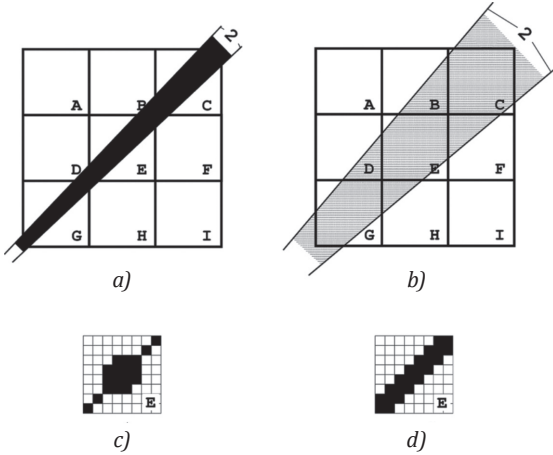 2 2
A B C A B C
D E F D E F
G H I G H I
a) b)
E E
c) d)